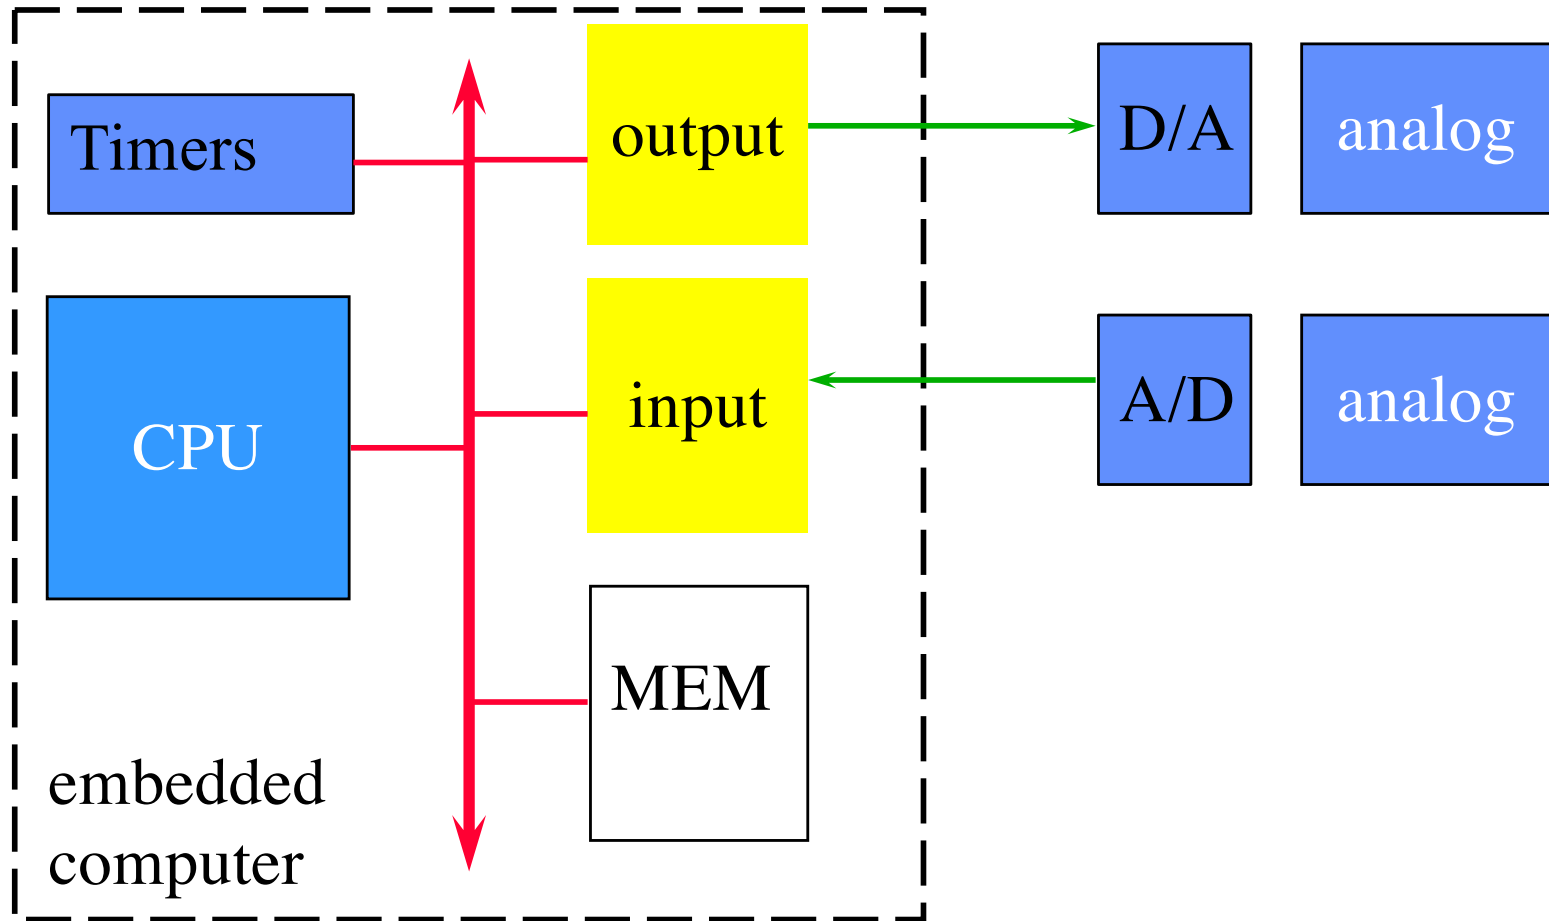 Timers
output
D/A
analog
CPU
input
A/D
analog
MEM
embedded
computer